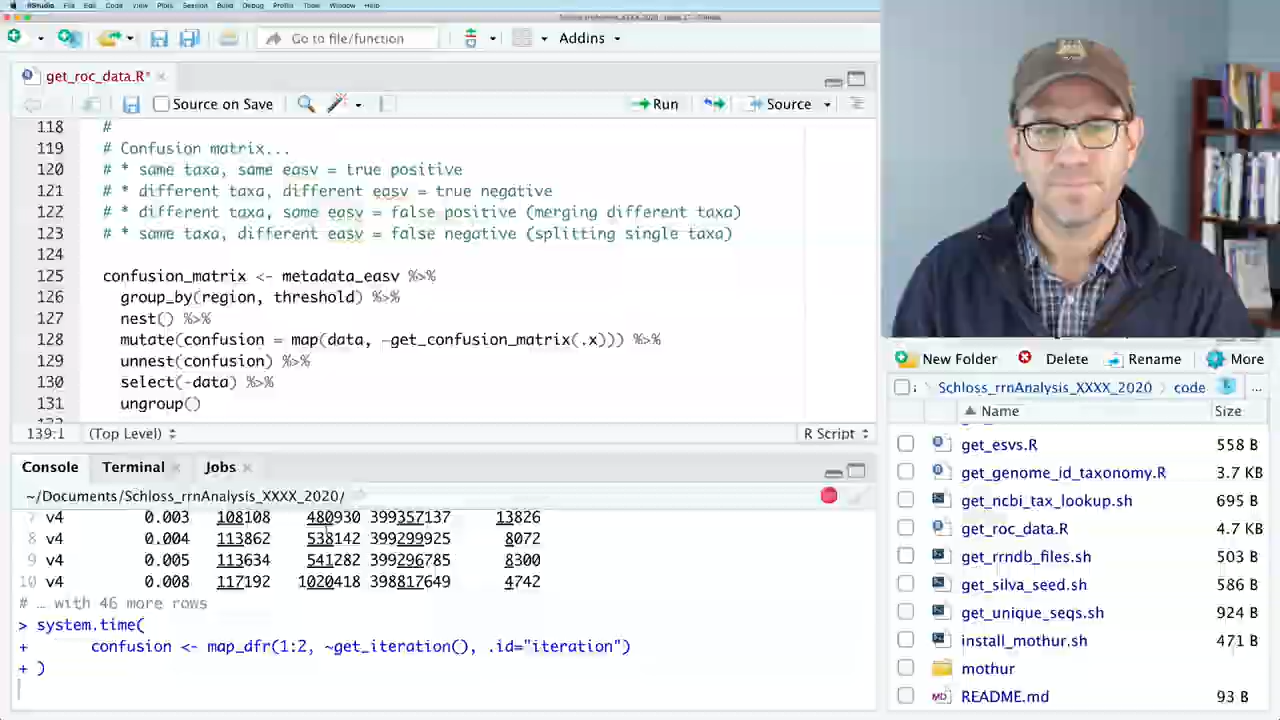 RStudio File Edit Code View Plots Session Build Debug Profile Tools Window Help
Go to file/function
Addins
get_roc_data.R*
Source on Save
Run
Source
118 #
119 # Confusion matrix...
120 # * same taxa, same easv = true positive
121 # * different taxa, different easv = true negative
122 # * different taxa, same easv = false positive (merging different taxa)
123 # * same taxa, different easv = false negative (splitting single taxa)
124
125 confusion_matrix <- metadata_easv %>%
126 group_by(region, threshold) %>%
127 nest() %>%
128 mutate(confusion = map(data, ~get_confusion_matrix(.x))) %>%
129 unnest(confusion) %>%
130 select(-data) %>%
131 ungroup()
139:1 (Top Level) R Script
Console Terminal Jobs
~/Documents/Schloss_rrnAnalysis_XXXX_2020/
7 v4 0.003 108108 480930 399357137 13826
8 v4 0.004 113862 538142 399299925 8072
9 v4 0.005 113634 541282 399296785 8300
10 v4 0.008 117192 1020418 398817649 4742
# … with 46 more rows
> system.time(
+ confusion <- map_dfr(1:2, ~get_iteration(), .id="iteration")
+ )
New Folder Delete Rename More
Schloss_rrnAnalysis_XXXX_2020 code ...
Name Size
get_esvs.R 558 B
get_genome_id_taxonomy.R 3.7 KB
get_ncbi_tax_lookup.sh 695 B
get_roc_data.R 4.7 KB
get_rrndb_files.sh 503 B
get_silva_seed.sh 586 B
get_unique_seqs.sh 924 B
install_mothur.sh 471 B
mothur
README.md 93 B